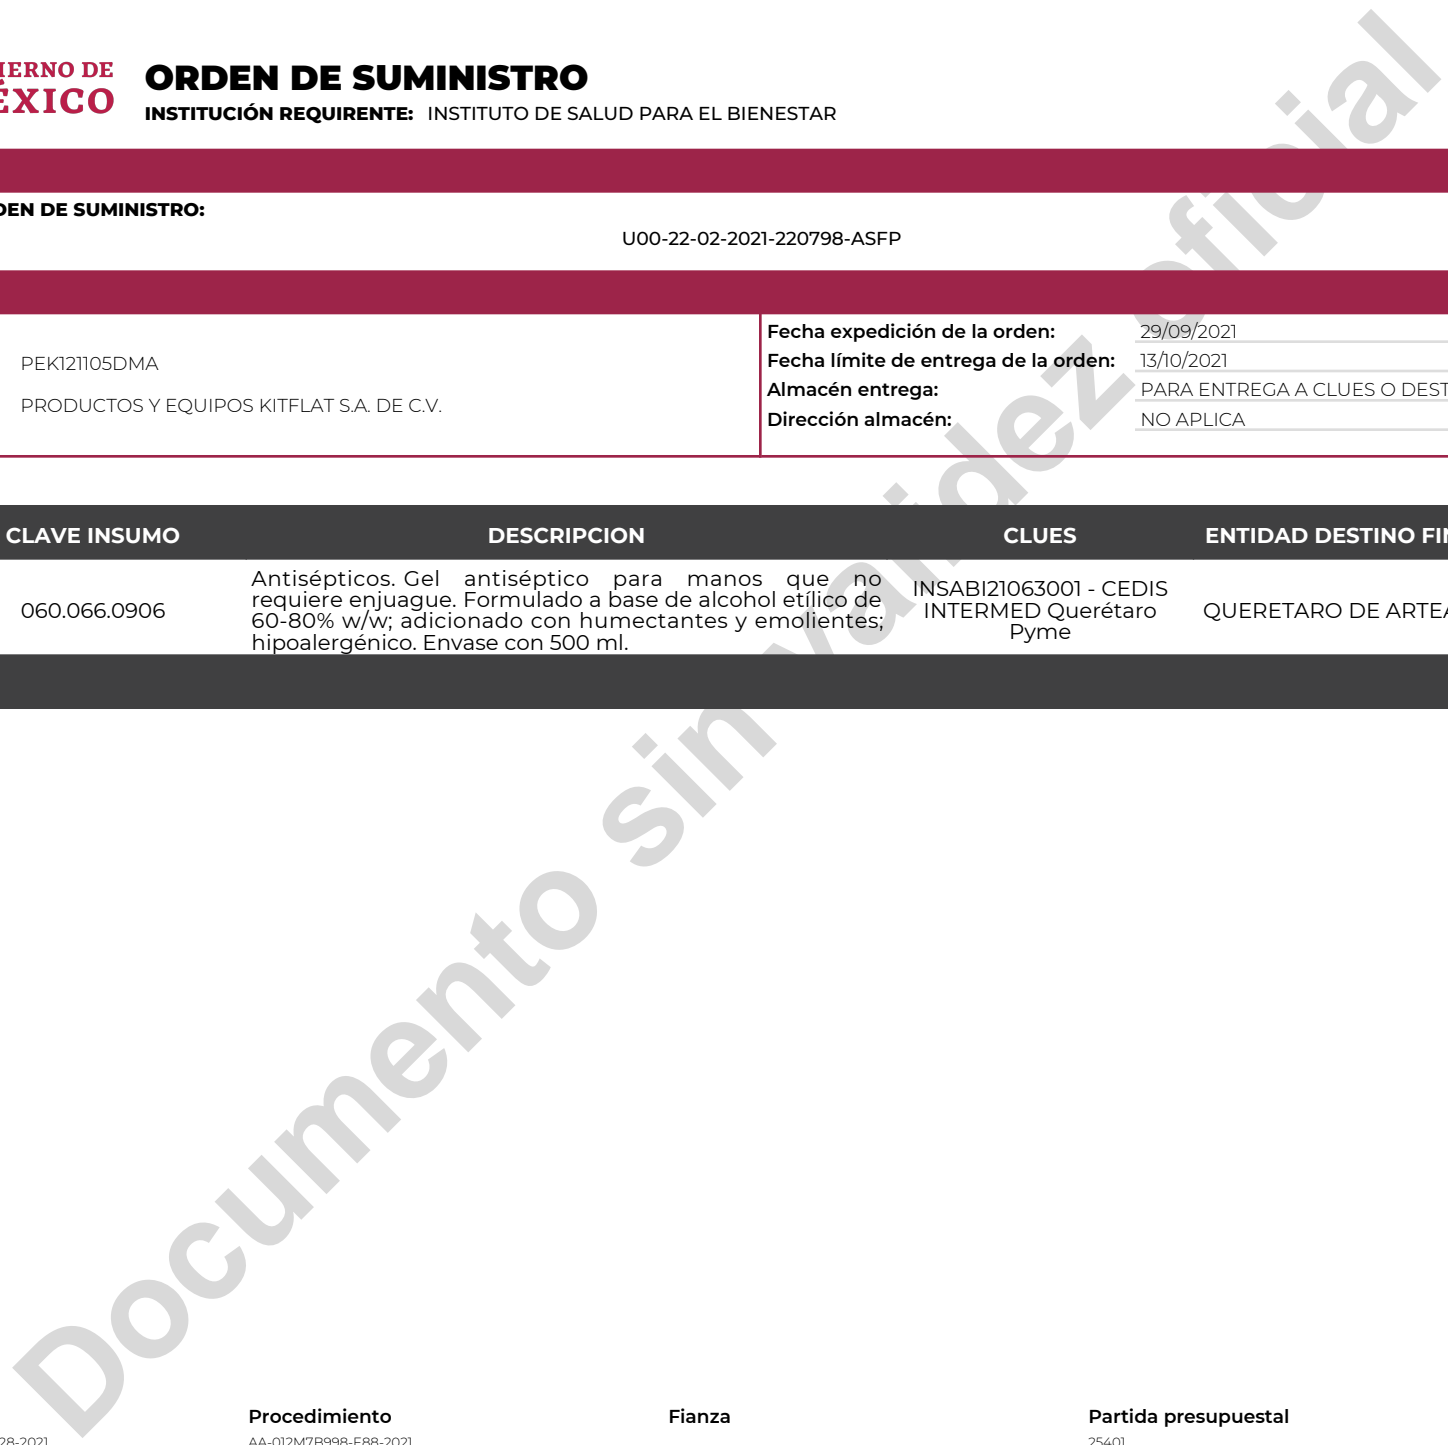 ORDEN DE SUMINISTRO
INSTITUCIÓN REQUIRENTE: INSTITUTO DE SALUD PARA EL BIENESTAR
IERNO DE
ÉXICO
DEN DE SUMINISTRO:
U00-22-02-2021-220798-ASFP
PEK121105DMA
PRODUCTOS Y EQUIPOS KITFLAT S.A. DE C.V.
Fecha expedición de la orden: 29/09/2021
Fecha límite de entrega de la orden: 13/10/2021
Almacén entrega: PARA ENTREGA A CLUES O DEST
Dirección almacén: NO APLICA
CLAVE INSUMO DESCRIPCION CLUES ENTIDAD DESTINO FIN
060.066.0906
Antisépticos. Gel antiséptico para manos que no
requiere enjuague. Formulado a base de alcohol etílico de
60-80% w/w; adicionado con humectantes y emolientes;
hipoalergénico. Envase con 500 ml.
INSABI21063001 - CEDIS
INTERMED Querétaro
Pyme
QUERETARO DE ARTEA
Documento sin validez oficial
Procedimiento Fianza Partida presupuestal
28-2021 AA-012M7B998-E88-2021 25401